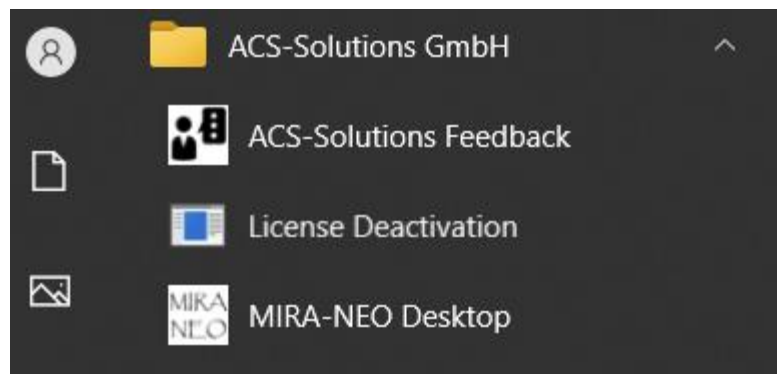 ACS-Solutions GmbH
ACS-Solutions Feedback
License Deactivation
MIRA
NEO
MIRA-NEO Desktop